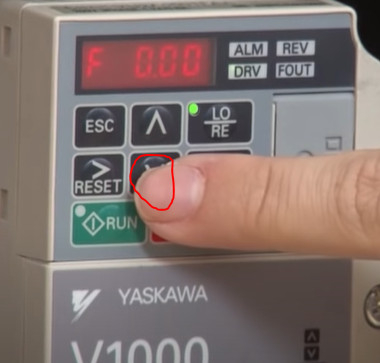 F 0.00
ALM REV
DRV FOUT
ESC LO
RE
RESET
RUN
YASKAWA
V1000